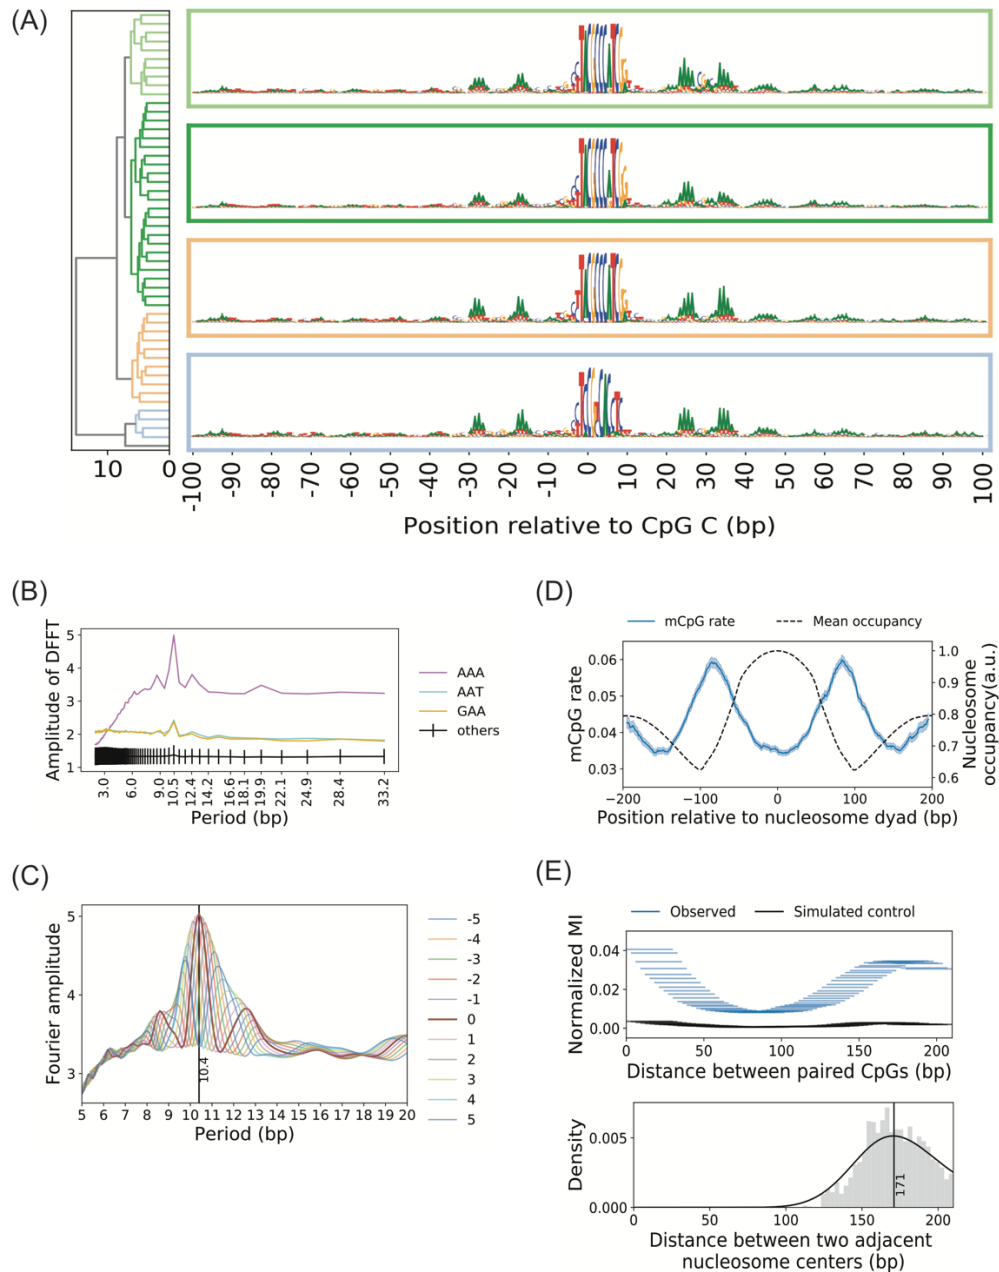 (A)
10 0
-100 -90 -80 -70 -60 -50 -40 -30 -20 -10 0 10 20 30 40 50 60 70 80 90 100
Position relative to CpG C (bp)
(B)
Amplitude of DFFT
5
4
3
2
1
3.0 6.0 9.0 10.5 12.4 14.2 16.6 18.1 19.9 22.1 24.9 28.4 33.2
Period (bp)
AAA
AAT
GAA
others
(C)
Fourier amplitude
5
4
3
10.4
5 6 7 8 9 10 11 12 13 14 15 16 17 18 19 20
Period (bp)
-5
-4
-3
-2
-1
0
1
2
3
4
5
(D)
mCpG rate Mean occupancy
mCpG rate
0.06
0.05
0.04
0.03
1.0
0.9
0.8
0.7
0.6
Nucleosome
occupancy(a.u.)
−200 −100 0 100 200
Position relative to nucleosome dyad (bp)
(E)
Observed Simulated control
Normalized MI
0.04
0.02
0.00
0 50 100 150 200
Distance between paired CpGs (bp)
Density
0.005
0.000
171
0 50 100 150 200
Distance between two adjacent
nucleosome centers (bp)